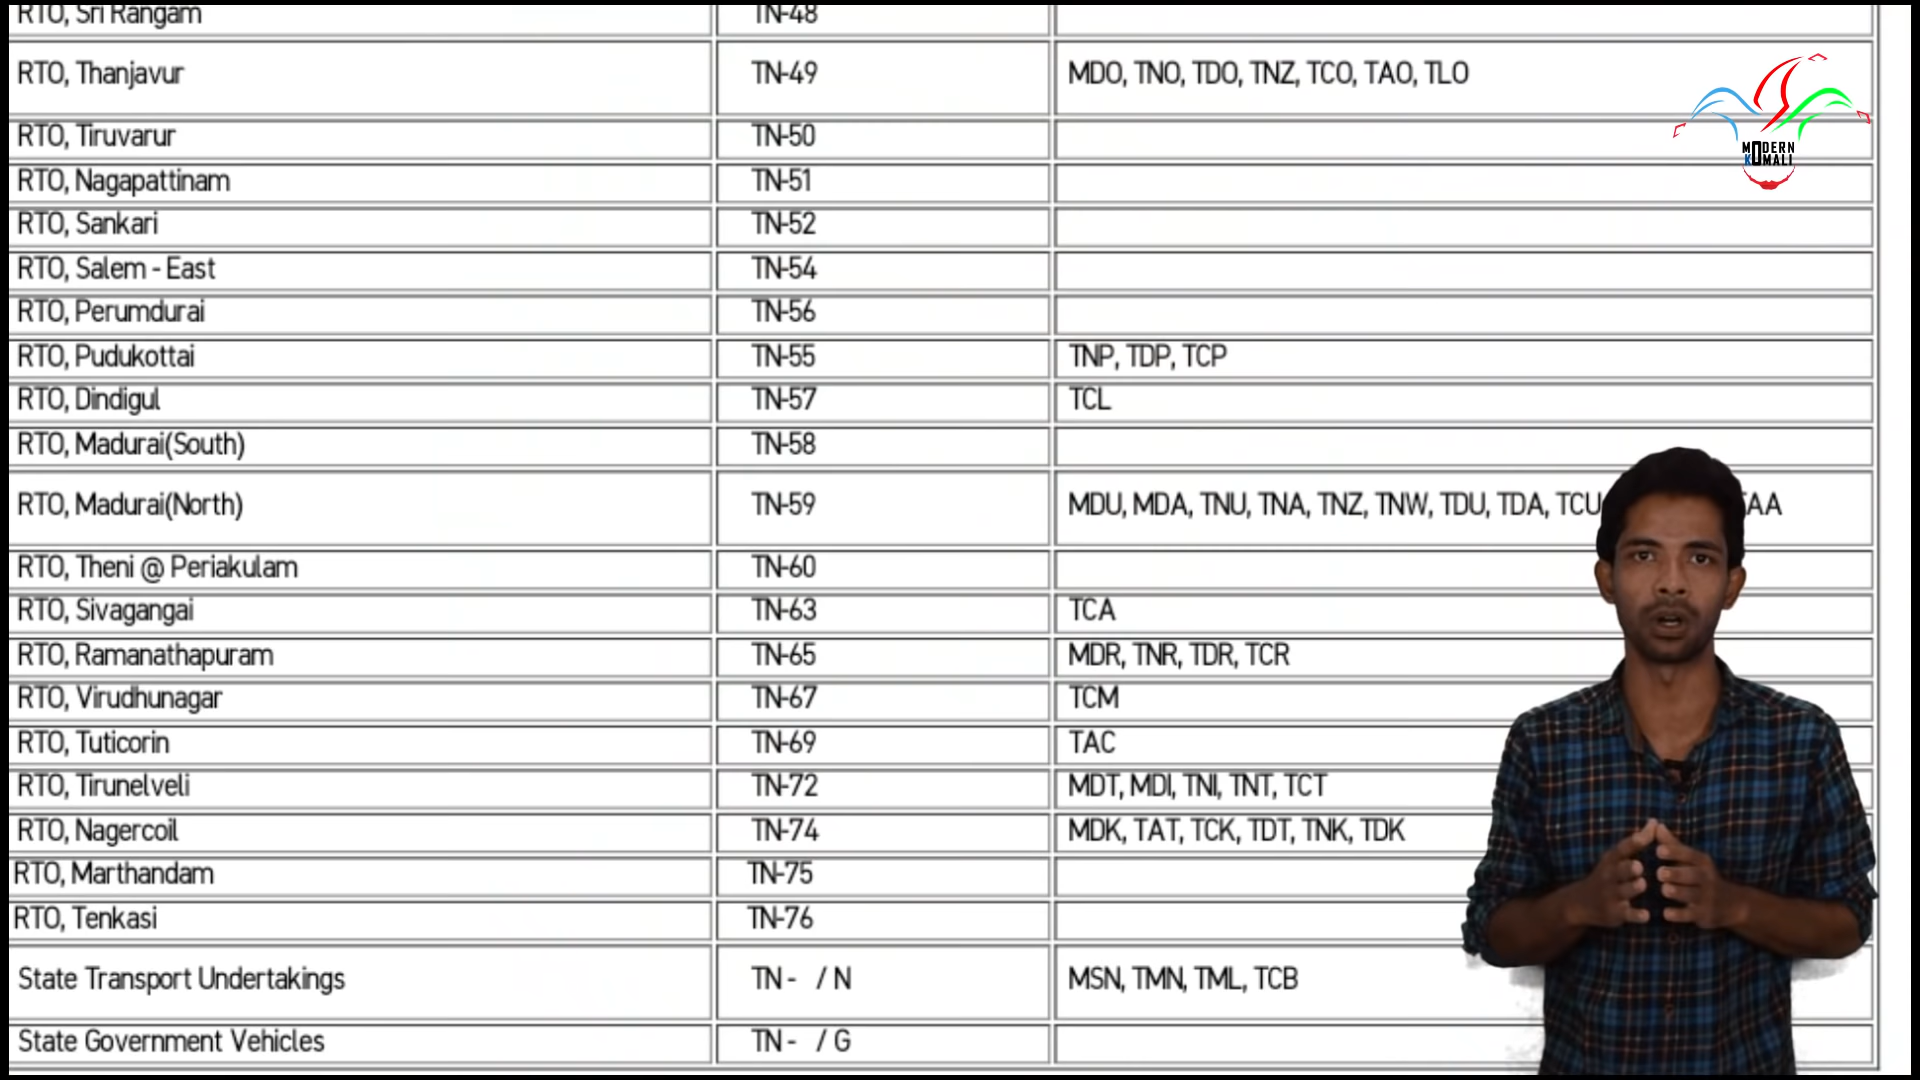 RTO, Sri Rangam TN-48
RTO, Thanjavur TN-49 MDO, TNO, TDO, TNZ, TCO, TAO, TLO
RTO, Tiruvarur TN-50
MODERN
KOMALI
RTO, Nagapattinam TN-51
RTO, Sankari TN-52
RTO, Salem - East TN-54
RTO, Perumdurai TN-56
RTO, Pudukottai TN-55 TNP, TDP, TCP
RTO, Dindigul TN-57 TCL
RTO, Madurai(South) TN-58
RTO, Madurai(North) TN-59 MDU, MDA, TNU, TNA, TNZ, TNW, TDU, TDA, TCU
RTO, Theni @ Periakulam TN-60
RTO, Sivagangai TN-63 TCA
RTO, Ramanathapuram TN-65 MDR, TNR, TDR, TCR
RTO, Virudhunagar TN-67 TCM
RTO, Tuticorin TN-69 TAC
RTO, Tirunelveli TN-72 MDT, MDI, TNI, TNT, TCT
RTO, Nagercoil TN-74 MDK, TAT, TCK, TDT, TNK, TDK
RTO, Marthandam TN-75
RTO, Tenkasi TN-76
State Transport Undertakings TN - / N MSN, TMN, TML, TCB
State Government Vehicles TN - / G